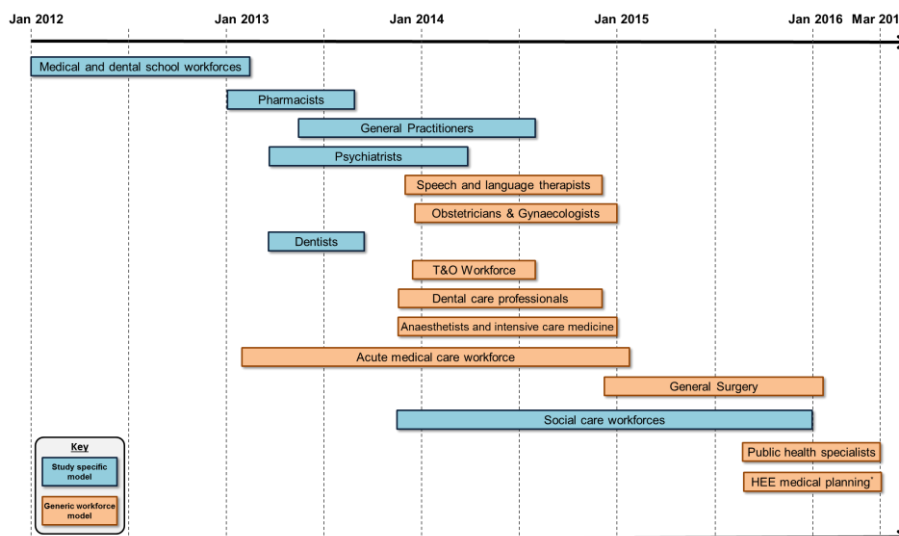 Jan 2012 Jan 2013 Jan 2014 Jan 2015 Jan 2016 Mar 201
Medical and dental school workforces
Pharmacists
General Practitioners
Psychiatrists
Speech and language therapists
Obstetricians & Gynaecologists
Dentists
T&O Workforce
Dental care professionals
Anaesthetists and intensive care medicine
Acute medical care workforce
General Surgery
Social care workforces
Public health specialists
HEE medical planning*
Key
Study specific
model
Generic workforce
model